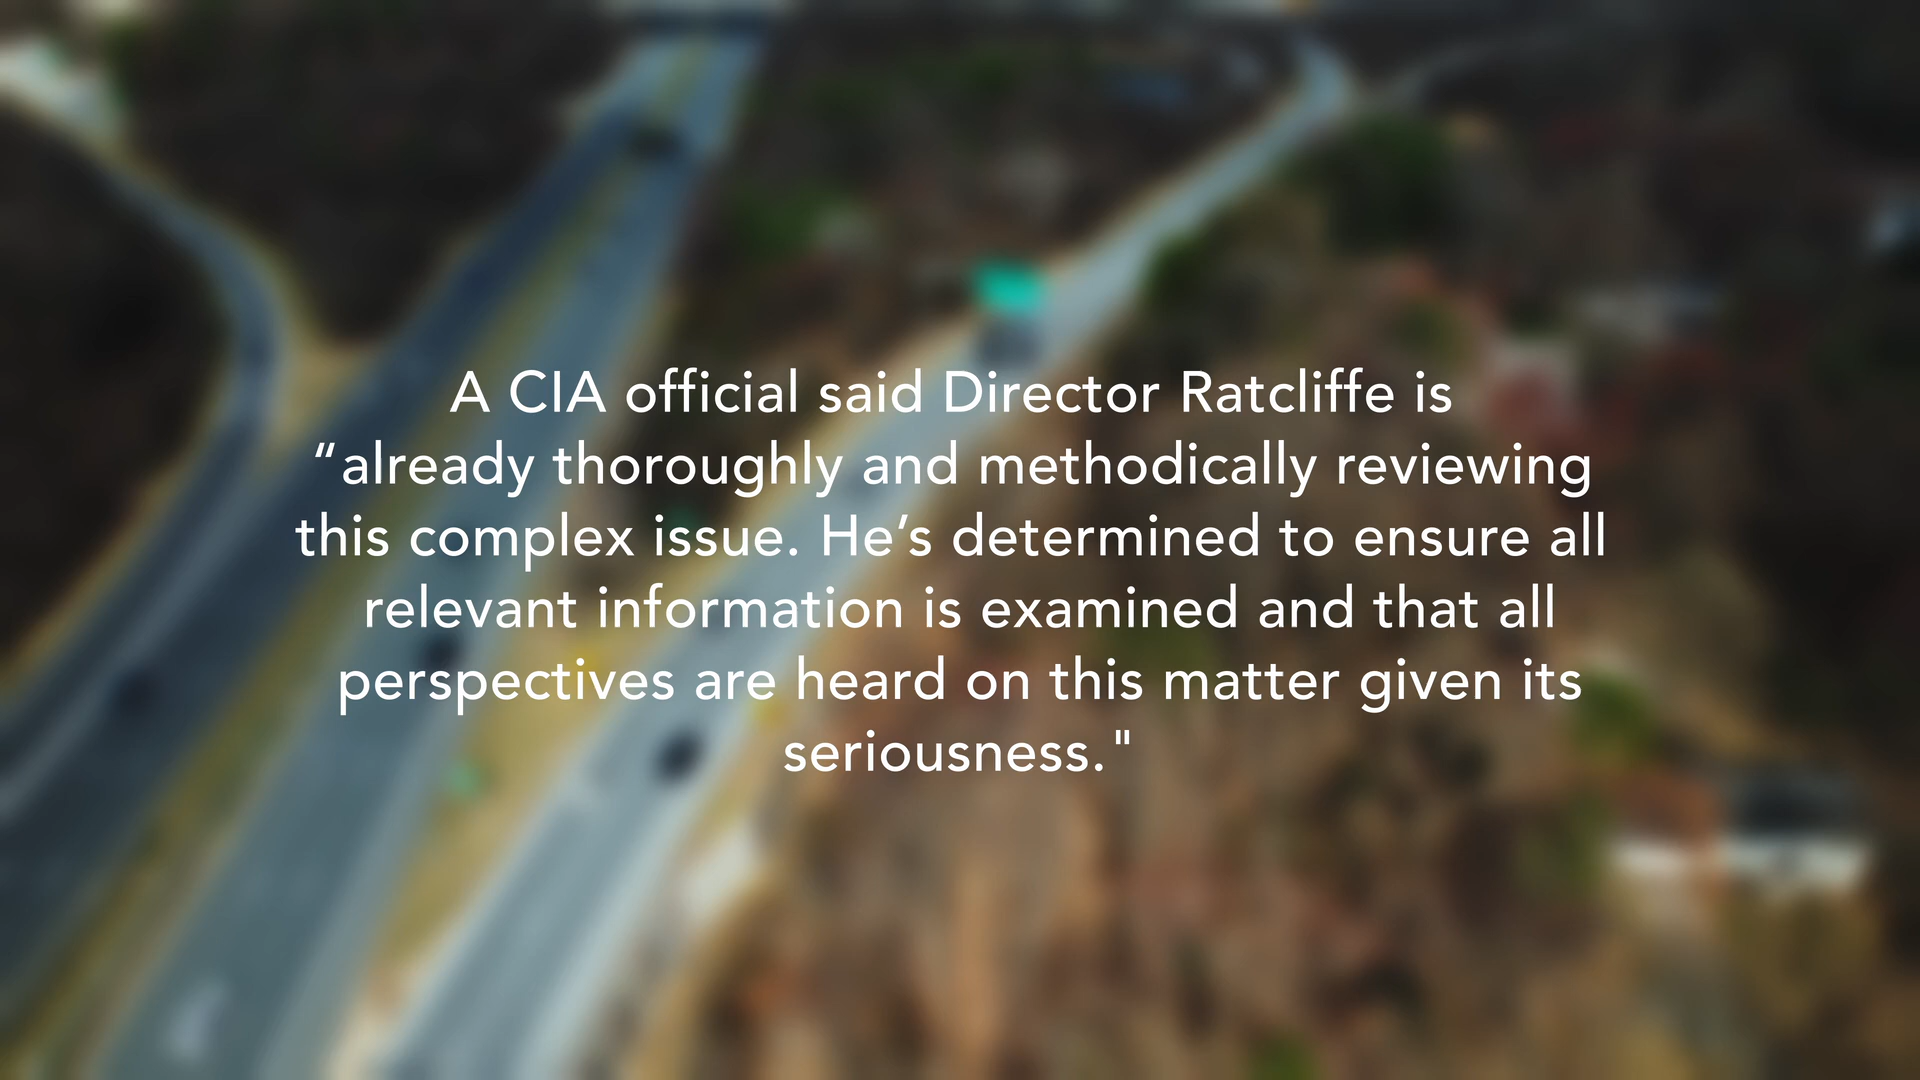 A CIA official said Director Ratcliffe is
“already thoroughly and methodically reviewing
this complex issue. He’s determined to ensure all
relevant information is examined and that all
perspectives are heard on this matter given its
seriousness."